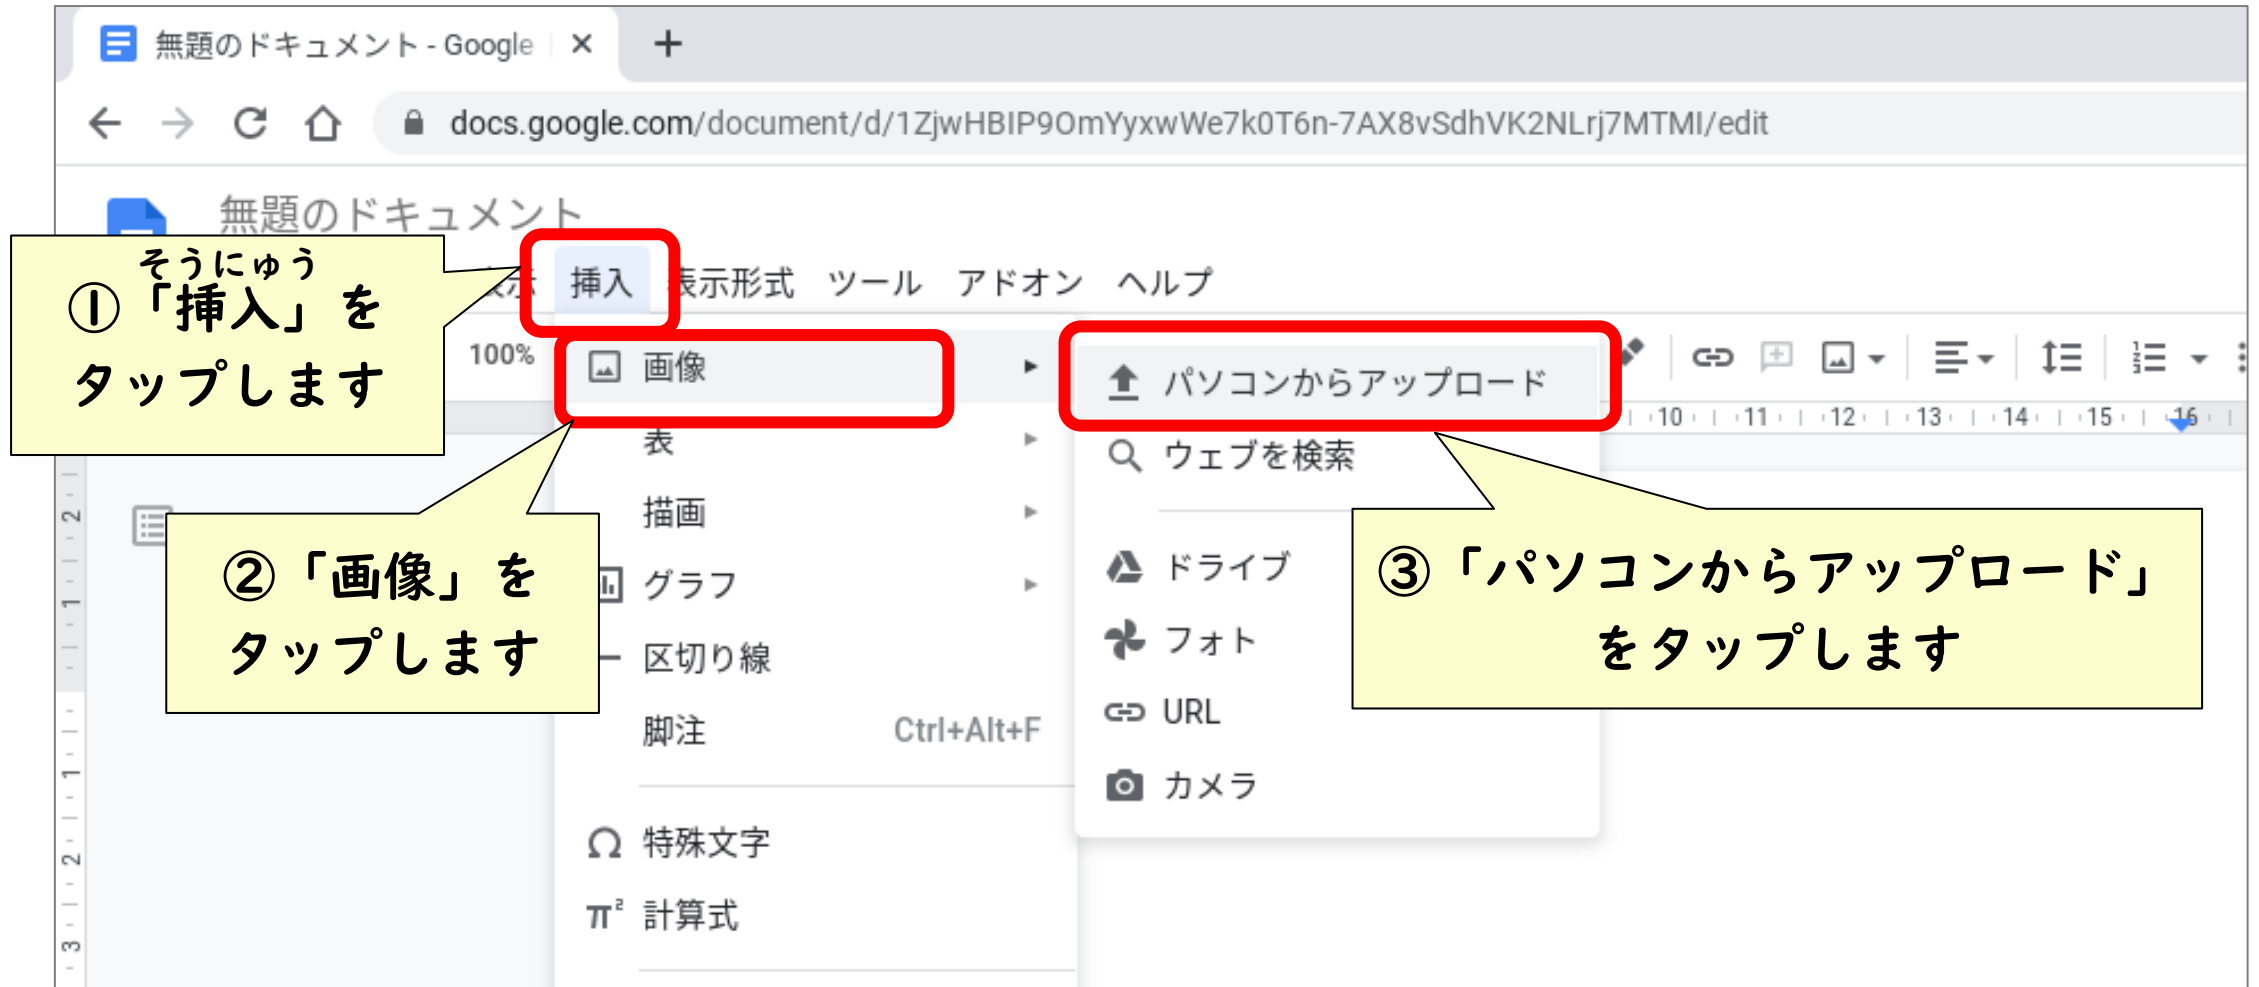 無題のドキュメント - Google
docs.google.com/document/d/1ZjwHBIP9OmYyxwWe7k0T6n-7AX8vSdhVK2NLrj7MTMI/edit
無題のドキュメント
挿入 表示形式 ツール アドオン ヘルプ
そうにゅう
①「挿入」を
タップします
100%
画像
パソコンからアップロード
10 11 12 13 14 15 16
表
ウェブを検索
描画
②「画像」を
タップします
グラフ
ドライブ
③「パソコンからアップロード」
をタップします
フォト
区切り線
URL
脚注 Ctrl+Alt+F
カメラ
Ω 特殊文字
π² 計算式
2
1
1
2
3